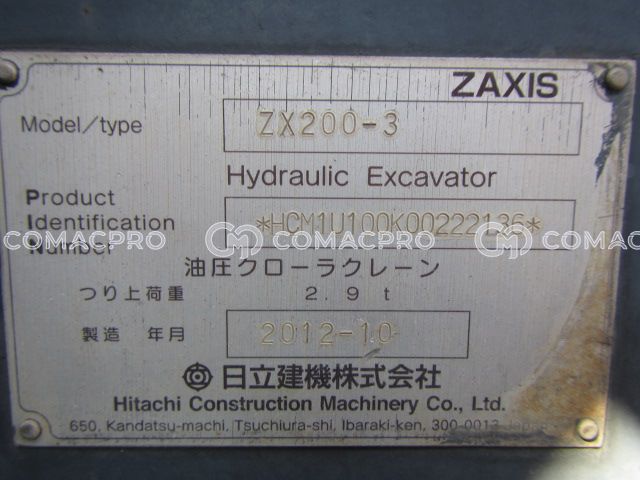 ZAXIS
Model/type ZX200-3
Hydraulic Excavator
Product
Identification *HCM1U100K00222136*
Number
COMACPRO COMACPRO COMACPRO
油圧クローラクレーン
つり上荷重 2.9 t
製造 年月 2012-10
日立建機株式会社
Hitachi Construction Machinery Co., Ltd.
650, Kandatsu-machi, Tsuchiura-shi, Ibaraki-ken, 300-0013 Japan